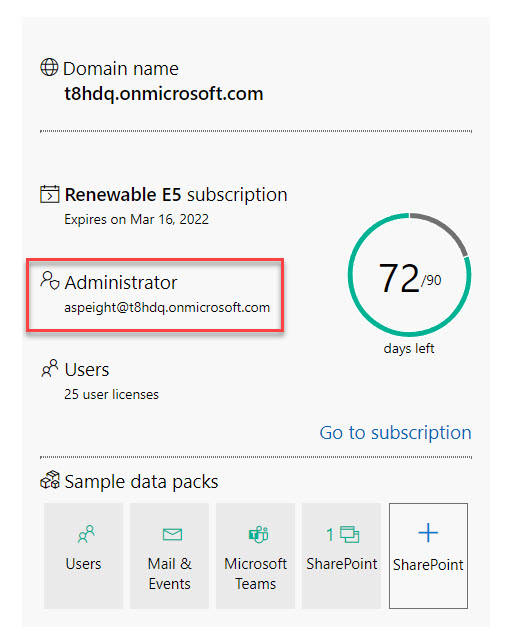 Domain name
t8hdq.onmicrosoft.com
Renewable E5 subscription
Expires on Mar 16, 2022
Administrator
aspeight@t8hdq.onmicrosoft.com
72/90
days left
Users
25 user licenses
Go to subscription
Sample data packs
Users
Mail &
Events
Microsoft
Teams
1
SharePoint
SharePoint